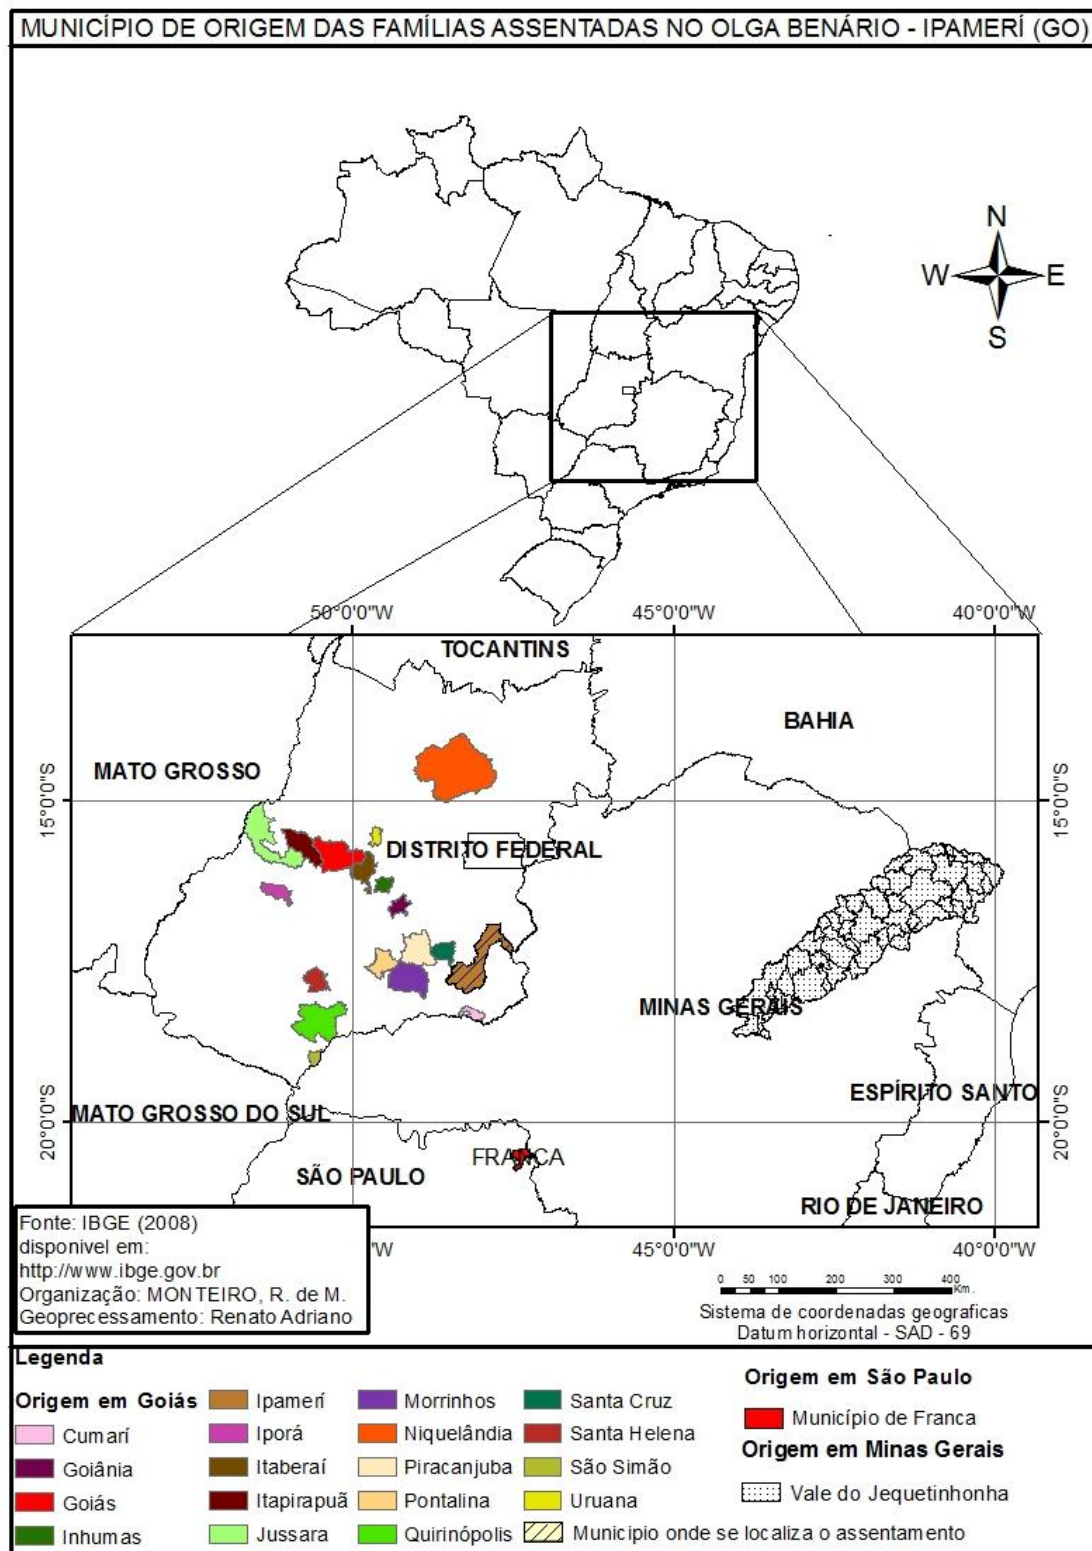 MUNICÍPIO DE ORIGEM DAS FAMÍLIAS ASSENTADAS NO OLGA BENÁRIO - IPAMERÍ (GO)
N
W E
S
50°0'0"W 45°0'0"W 40°0'0"W
TOCANTINS
BAHIA
MATO GROSSO
15°0'0"S 15°0'0"S
DISTRITO FEDERAL
MINAS GERAIS
ESPÍRITO SANTO
MATO GROSSO DO SUL
20°0'0"S 20°0'0"S
FRANCA
SÃO PAULO
RIO DE JANEIRO
0"W 45°0'0"W 40°0'0"W
Fonte: IBGE (2008)
disponivel em:
http://www.ibge.gov.br
Organização: MONTEIRO, R. de M.
Geoprecessamento: Renato Adriano
0 50 100 200 300 400
Km.
Sistema de coordenadas geograficas
Datum horizontal - SAD - 69
Legenda
Origem em Goiás
Cumarí
Goiânia
Goiás
Inhumas
Ipamerí
Iporá
Itaberaí
Itapirapuã
Jussara
Morrinhos
Niquelândia
Piracanjuba
Pontalina
Quirinópolis
Santa Cruz
Santa Helena
São Simão
Uruana
Municipio onde se localiza o assentamento
Origem em São Paulo
Município de Franca
Origem em Minas Gerais
Vale do Jequetinhonha